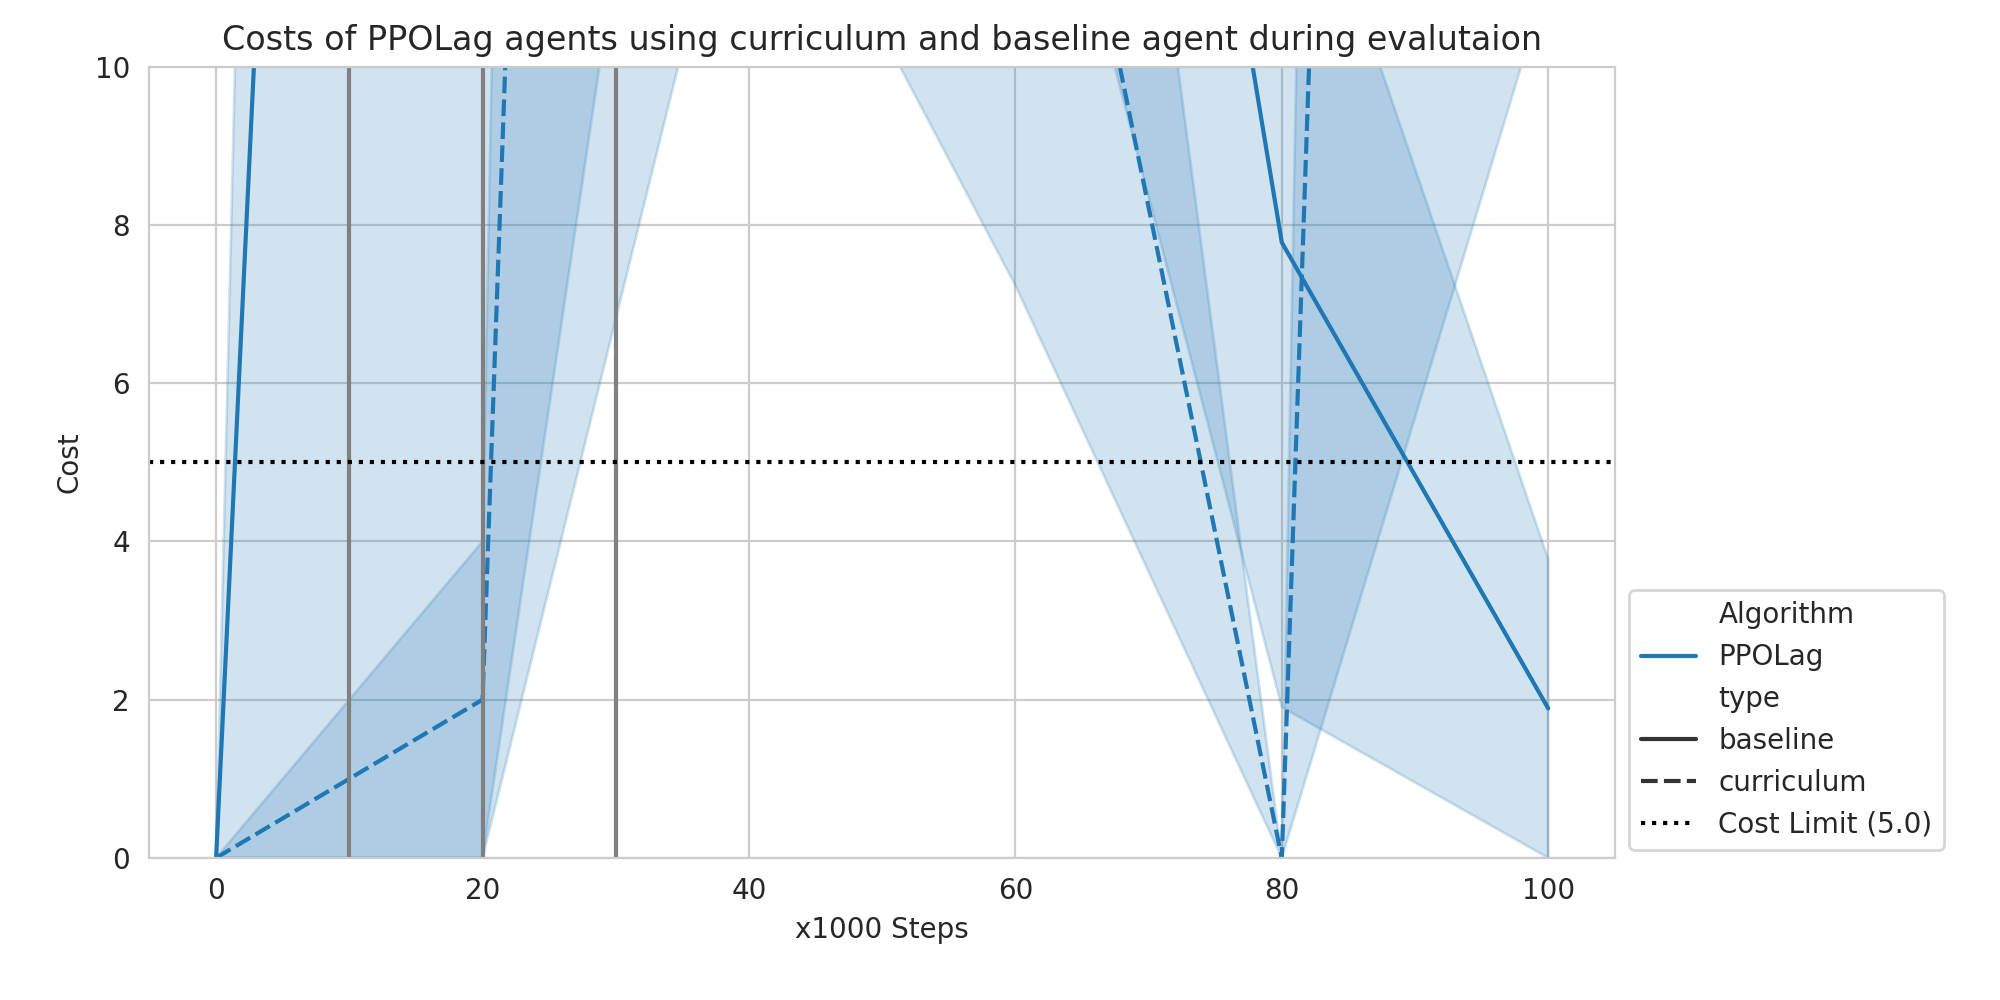 Costs of PPOLag agents using curriculum and baseline agent during evalutaion
10
8
6
4
2
0
Cost
0 20 40 60 80 100
x1000 Steps
Algorithm
PPOLag
type
baseline
curriculum
Cost Limit (5.0)